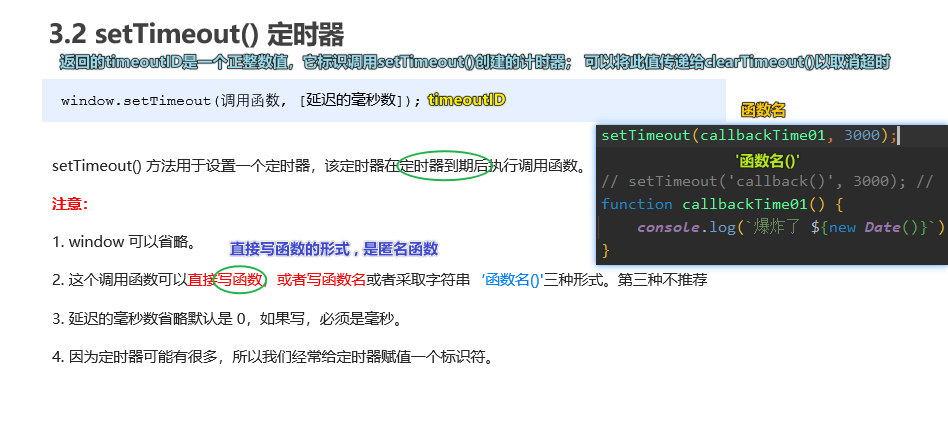 3.2 setTimeout() 定时器
返回的timeoutID是一个正整数值，它标识调用setTimeout()创建的计时器； 可以将此值传递给clearTimeout()以取消超时
window.setTimeout(调用函数, [延迟的毫秒数]); timeoutID
函数名
setTimeout(callbackTime01, 3000);
'函数名()'
// setTimeout('callback()', 3000); //
function callbackTime01() {
console.log(`爆炸了 ${new Date()}`)
}
setTimeout() 方法用于设置一个定时器，该定时器在定时器到期后执行调用函数。
注意：
1. window 可以省略。
直接写函数的形式，是匿名函数
2. 这个调用函数可以直接写函数，或者写函数名或者采取字符串‘函数名()'三种形式。第三种不推荐
3. 延迟的毫秒数省略默认是 0，如果写，必须是毫秒。
4. 因为定时器可能有很多，所以我们经常给定时器赋值一个标识符。